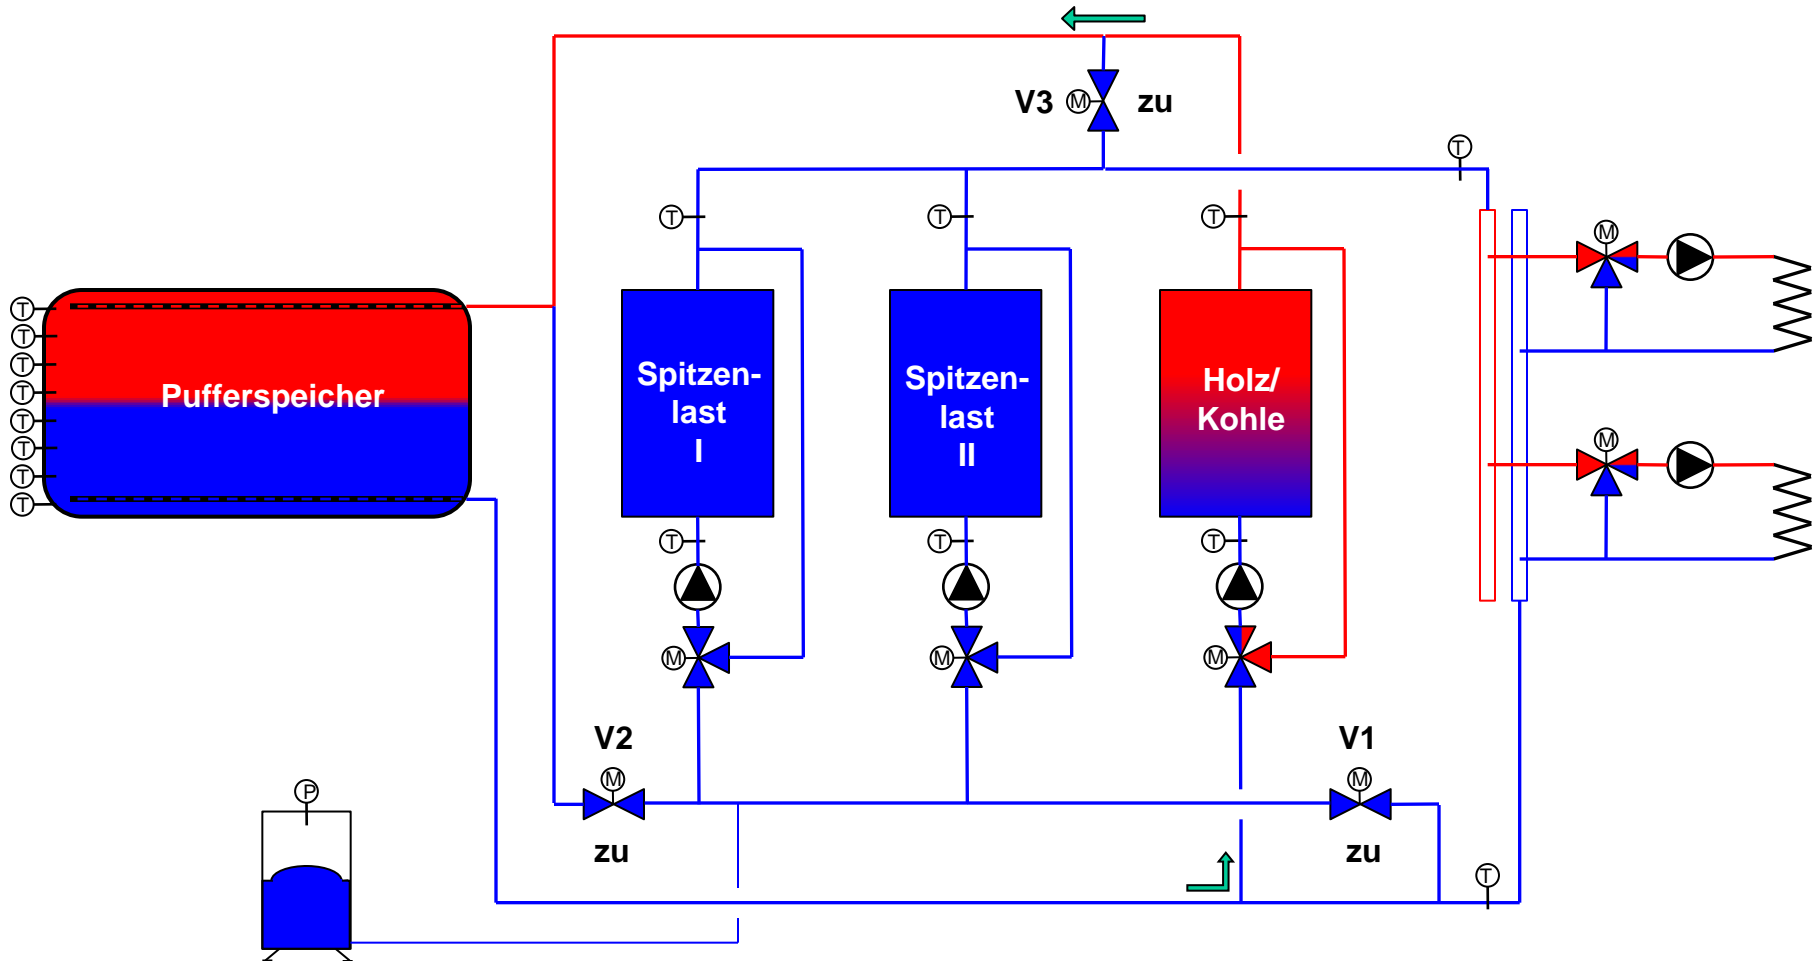 V3 M zu
T
T T T
M
T
T
T
T
T
T
T
T
Pufferspeicher
Spitzen-
last
I
Spitzen-
last
II
Holz/
Kohle
M
T T T
M M M
V2
M
zu
V1
M
zu
P
T